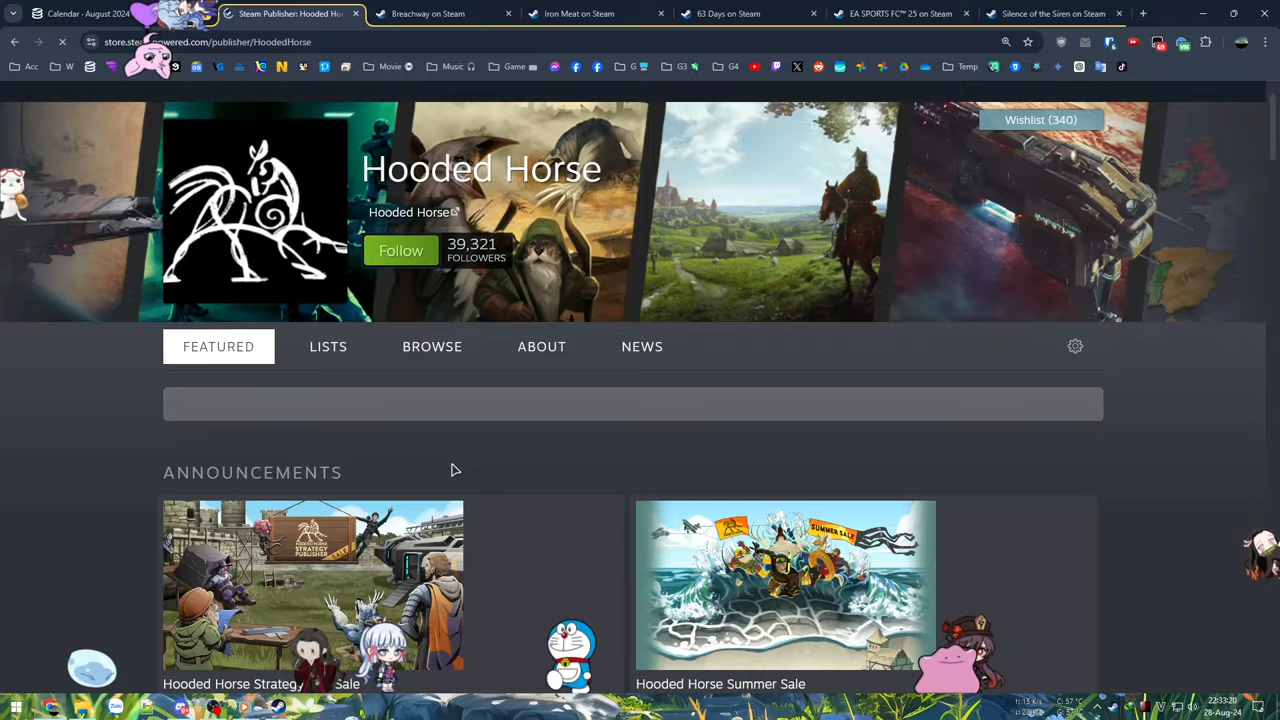 Calendar · August 2024
Steam Publisher: Hooded Ho
Breachway on Steam
Iron Meat on Steam
63 Days on Steam
EA SPORTS FC™ 25 on Steam
Silence of the Siren on Steam
powered.com/publisher/HoodedHorse
Acc
W
Movie
Music
Game
G
G3
G4
Temp
Wishlist (340)
Hooded Horse
Hooded Horse
Follow
39,321
FOLLOWERS
FEATURED
LISTS
BROWSE
ABOUT
NEWS
ANNOUNCEMENTS
HOODED HORSE
STRATEGY
PUBLISHER
SALE
SUMMER SALE
Hooded Horse Strateg
Sale
Hooded Horse Summer Sale
22:33:20
28-Aug-24